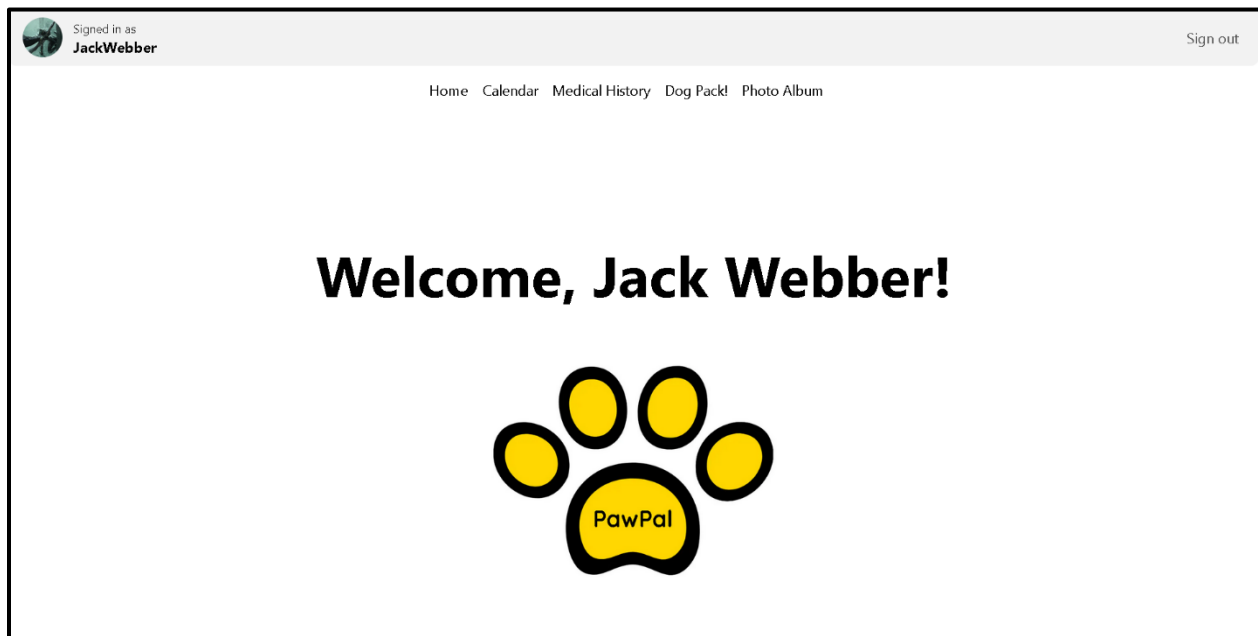 Signed in as
JackWebber
Sign out
Home Calendar Medical History Dog Pack! Photo Album
Welcome, Jack Webber!
PawPal